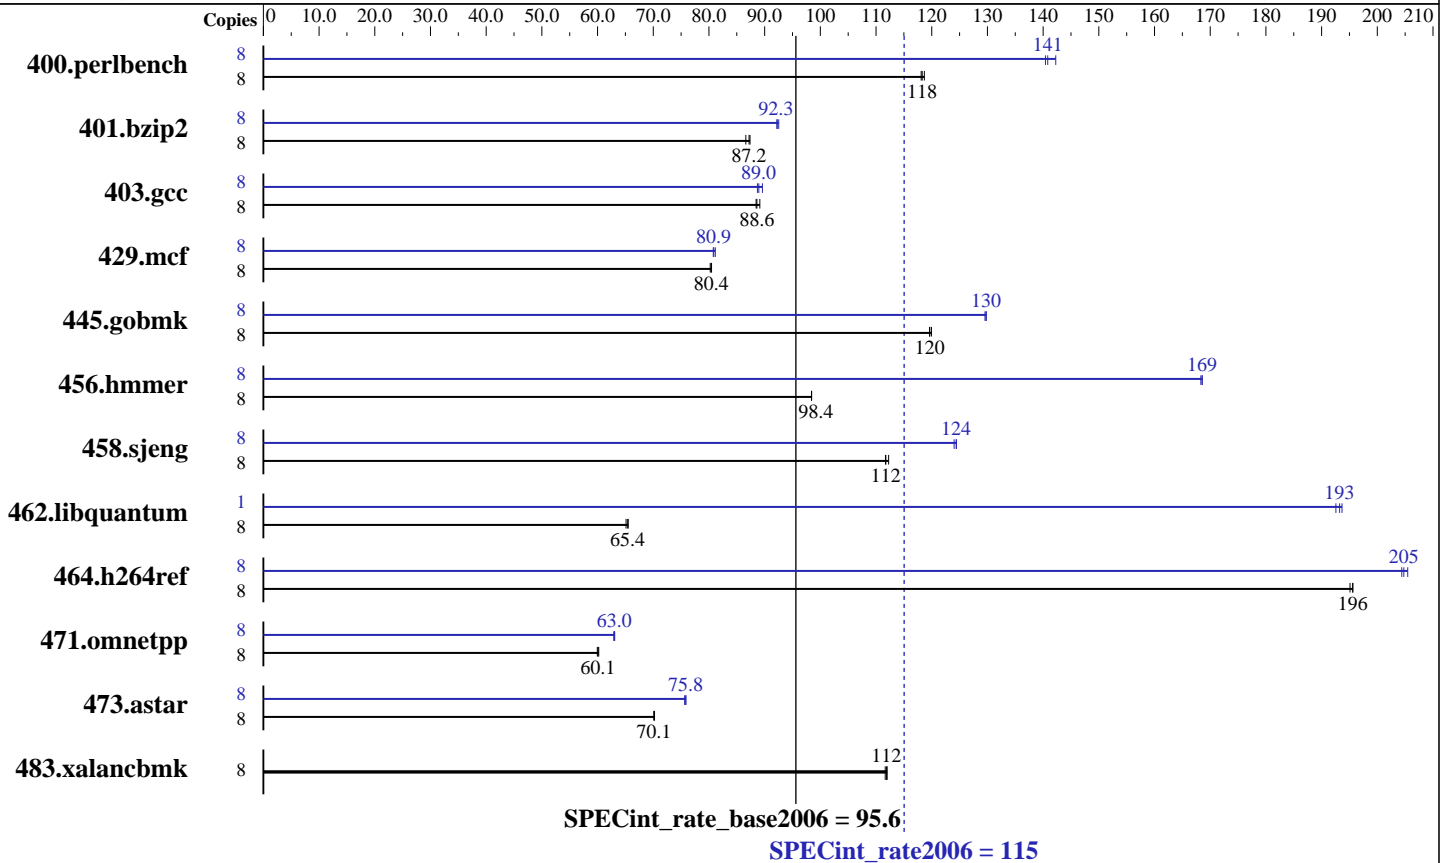 Copies 0 10.0 20.0 30.0 40.0 50.0 60.0 70.0 80.0 90.0 100 110 120 130 140 150 160 170 180 190 200 210
400.perlbench 8 141
8 118
401.bzip2 8 92.3
8 87.2
403.gcc 8 89.0
8 88.6
429.mcf 8 80.9
8 80.4
445.gobmk 8 130
8 120
456.hmmer 8 169
8 98.4
458.sjeng 8 124
8 112
462.libquantum 1 193
8 65.4
464.h264ref 8 205
8 196
471.omnetpp 8 63.0
8 60.1
473.astar 8 75.8
8 70.1
483.xalancbmk 8 112
SPECint_rate_base2006 = 95.6
SPECint_rate2006 = 115